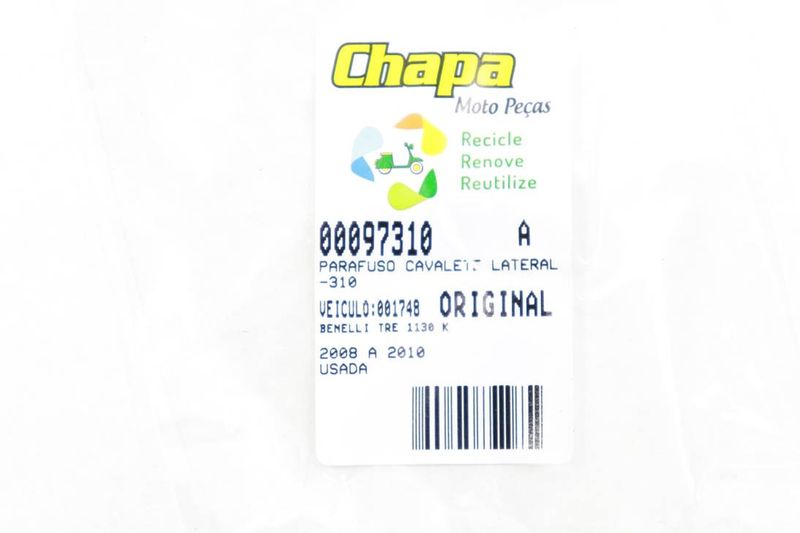 Chapa
Moto Peças
Recicle
Renove
Reutilize
00097310 A
PARAFUSO CAVALETE LATERAL
-310
VEICULO:001748 ORIGINAL
BENELLI TRE 1130 K
2008 A 2010
USADA